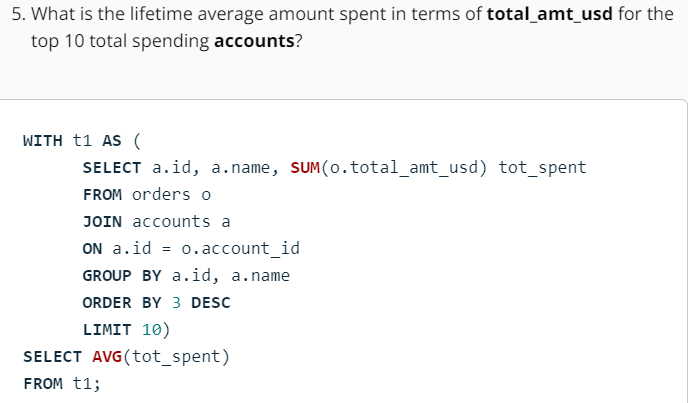 5. What is the lifetime average amount spent in terms of total_amt_usd for the
top 10 total spending accounts?
WITH t1 AS (
SELECT a.id, a.name, SUM(o.total_amt_usd) tot_spent
FROM orders o
JOIN accounts a
ON a.id = o.account_id
GROUP BY a.id, a.name
ORDER BY 3 DESC
LIMIT 10)
SELECT AVG(tot_spent)
FROM t1;